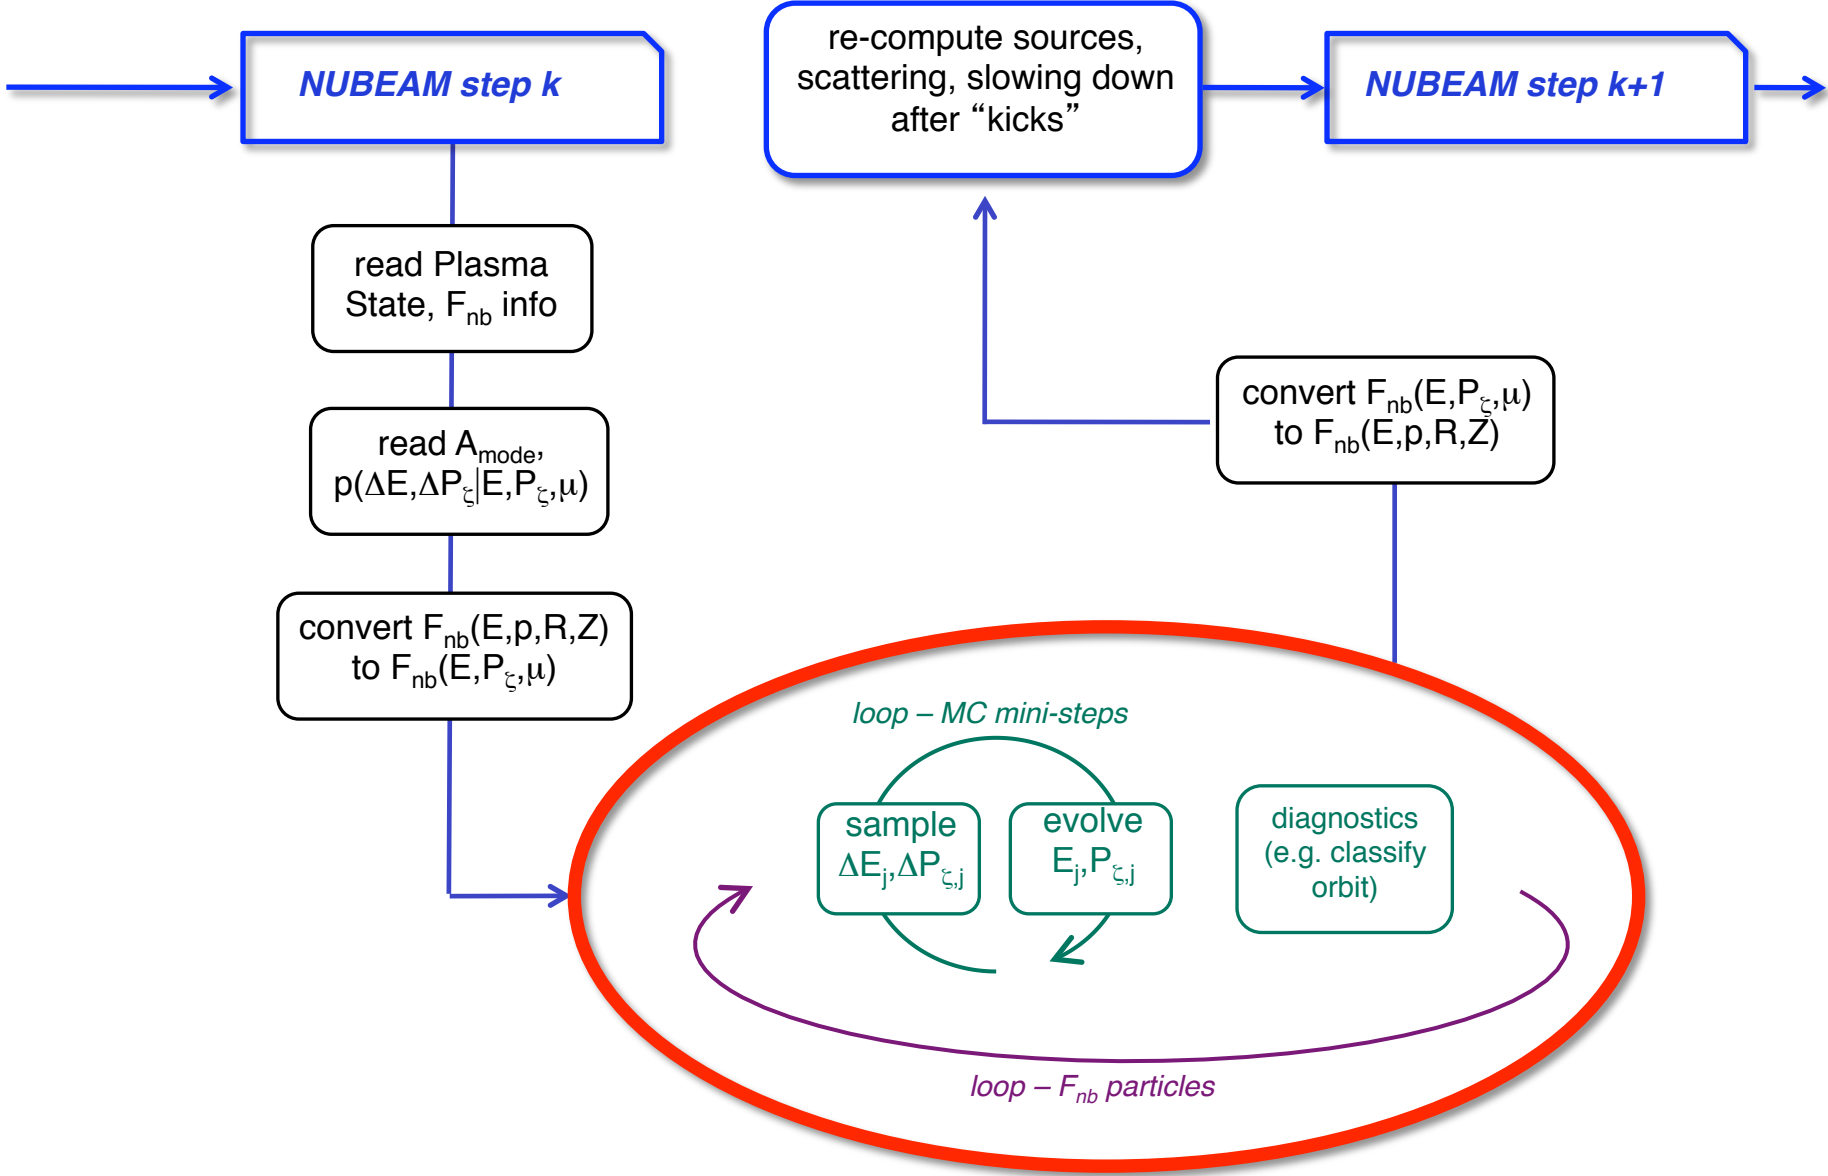 NUBEAM step k
re-compute sources,
scattering, slowing down
after “kicks”
NUBEAM step k+1
read Plasma
State, Fnb info
read Amode,
p(ΔE,ΔPζ|E,Pζ,μ)
convert Fnb(E,p,R,Z)
to Fnb(E,Pζ,μ)
convert Fnb(E,Pζ,μ)
to Fnb(E,p,R,Z)
loop – MC mini-steps
sample
ΔEj,ΔPζ,j
evolve
Ej,Pζ,j
diagnostics
(e.g. classify
orbit)
loop – Fnb particles